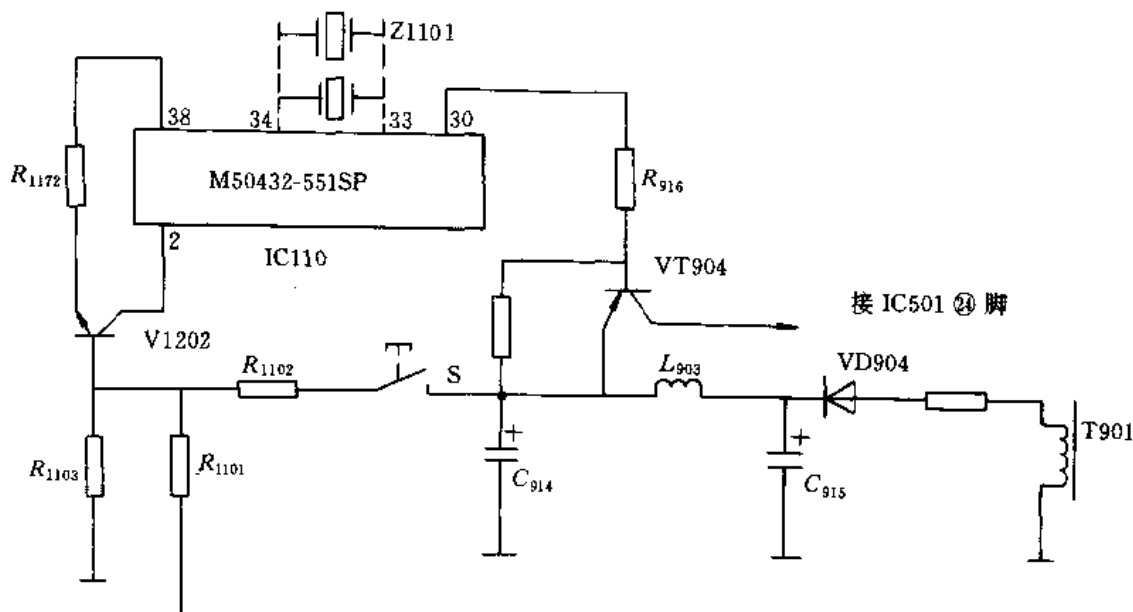 Z1101
38
34
33
30
R1172
M50432-551SP
R916
2
IC110
VT904
接 IC501 ㉔ 脚
V1202
R1102
S
L903
VD904
T901
R1103
R1101
+
C914
+
C915